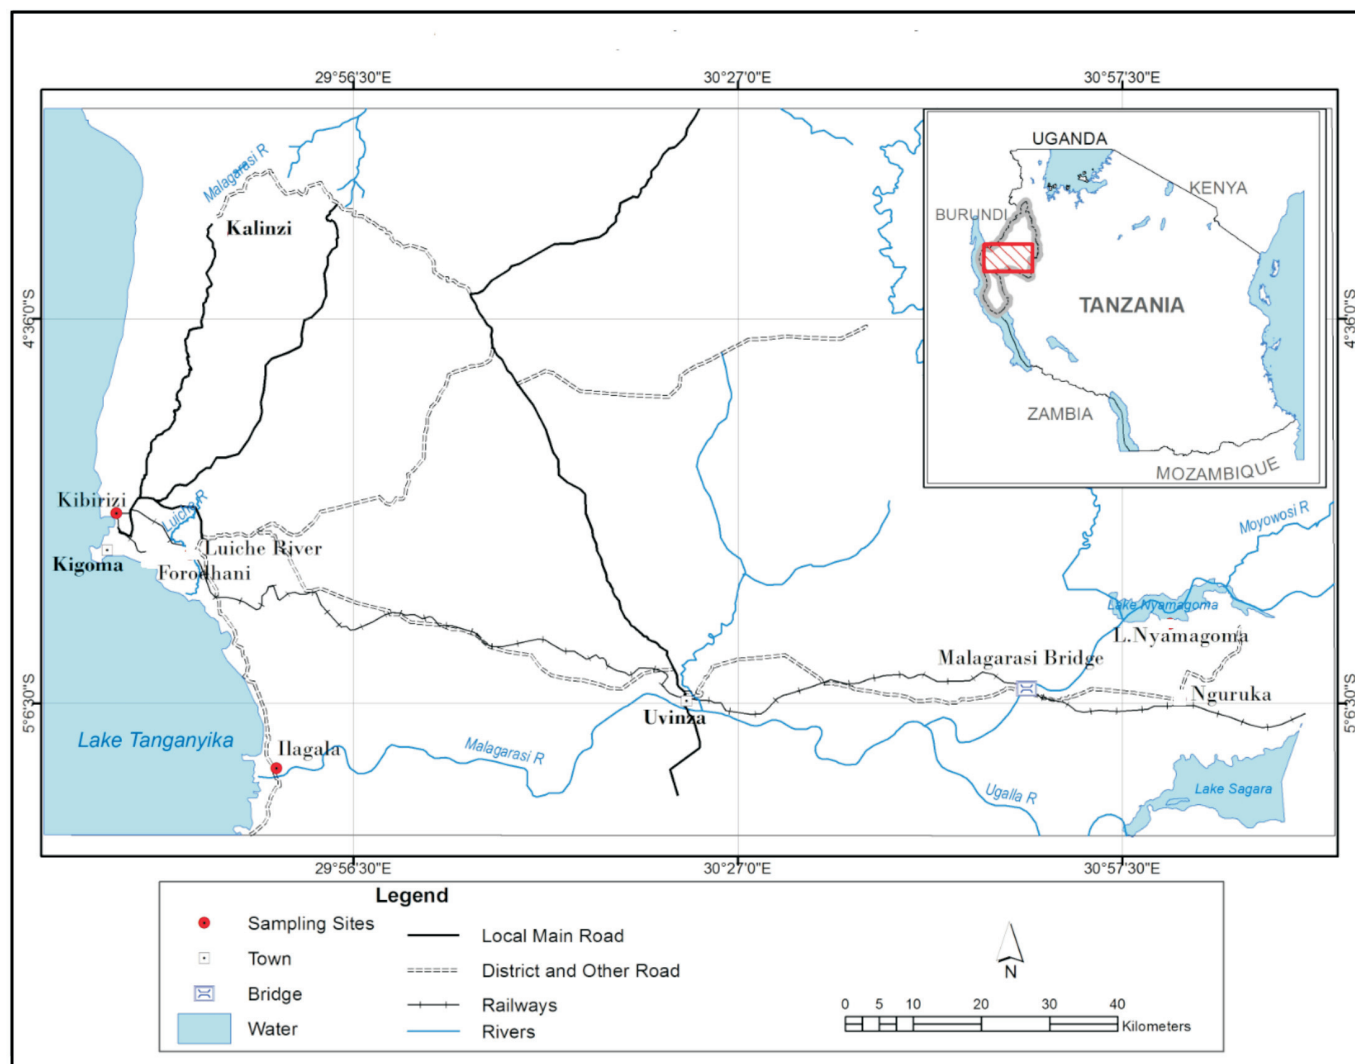 29°56'30"E
30°27'0"E
30°57'30"E
4°36'0"S
4°36'0"S
5°6'30"S
5°6'30"S
Malagarasi R
Kalinzi
UGANDA
KENYA
BURUNDI
TANZANIA
ZAMBIA
MOZAMBIQUE
Kibirizi
Luiche R
Kigoma
Luiche River
Forodhani
Moyowosi R
Lake Nyamagoma
L.Nyamagoma
Malagarasi Bridge
Nguruka
Uvinza
Lake Tanganyika
Ilagala
Malagarasi R
Ugalla R
Lake Sagara
29°56'30"E
30°27'0"E
30°57'30"E
Legend
Sampling Sites
Town
Bridge
Water
Local Main Road
District and Other Road
Railways
Rivers
N
0 5 10 20 30 40
Kilometers